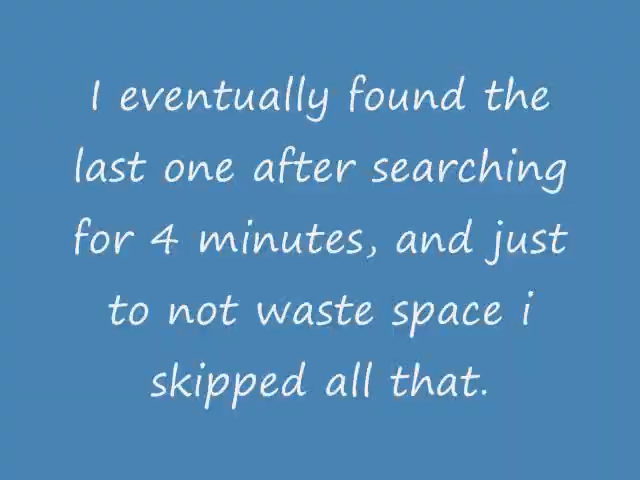 I eventually found the
last one after searching
for 4 minutes, and just
to not waste space i
skipped all that.